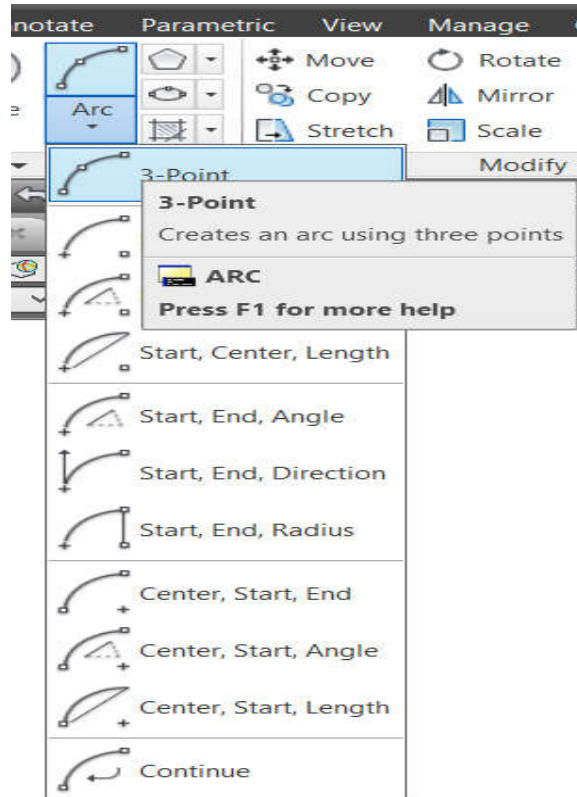 Parametric View Manage
Move Rotate
Arc Copy Mirror
Stretch Scale
Modify
3-Point
3-Point
Creates an arc using three points
ARC
Press F1 for more help
Start, Center, Length
Start, End, Angle
Start, End, Direction
Start, End, Radius
Center, Start, End
Center, Start, Angle
Center, Start, Length
Continue